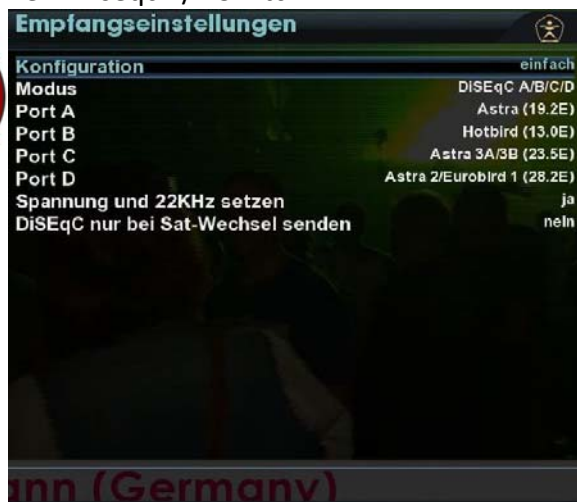 Empfangseinstellungen
Konfiguration einfach
Modus DiSEqC A/B/C/D
Port A Astra (19.2E)
Port B Hotbird (13.0E)
Port C Astra 3A/3B (23.5E)
Port D Astra 2/Eurobird 1 (28.2E)
Spannung und 22KHz setzen ja
DiSEqC nur bei Sat-Wechsel senden nein
ann (Germany)